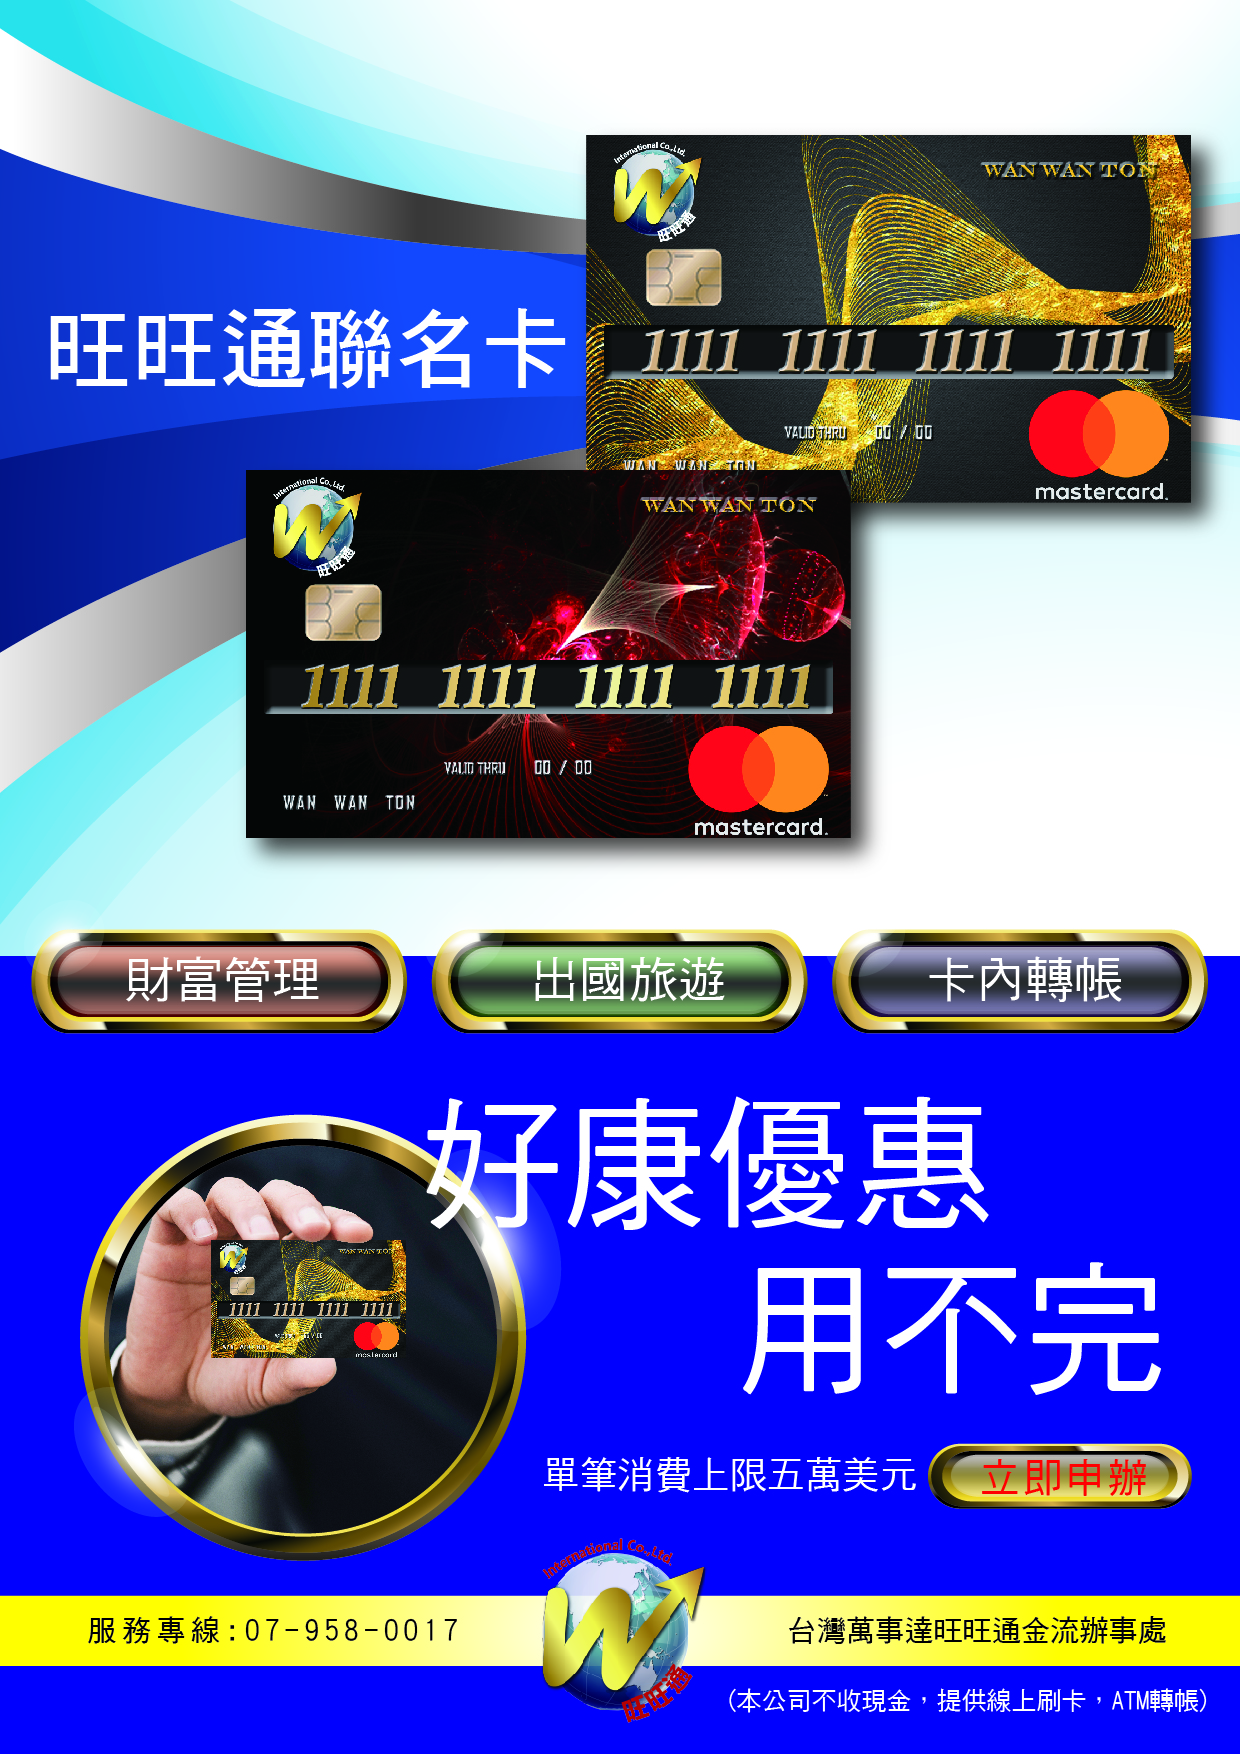 International Co.,Ltd.
旺旺通
WAN WAN TON
旺旺通聯名卡
1111 1111 1111 1111
VALID THRU 00 / 00
WAN WAN TON
mastercard.
International Co.,Ltd.
旺旺通
WAN WAN TON
1111 1111 1111 1111
VALID THRU 00 / 00
WAN WAN TON
mastercard.
財富管理
出國旅遊
卡內轉帳
好康優惠
用不完
WAN WAN TON
1111 1111 1111 1111
mastercard
單筆消費上限五萬美元
立即申辦
International Co.,Ltd.
旺旺通
服務專線:07-958-0017
台灣萬事達旺旺通金流辦事處
(本公司不收現金，提供線上刷卡，ATM轉帳)